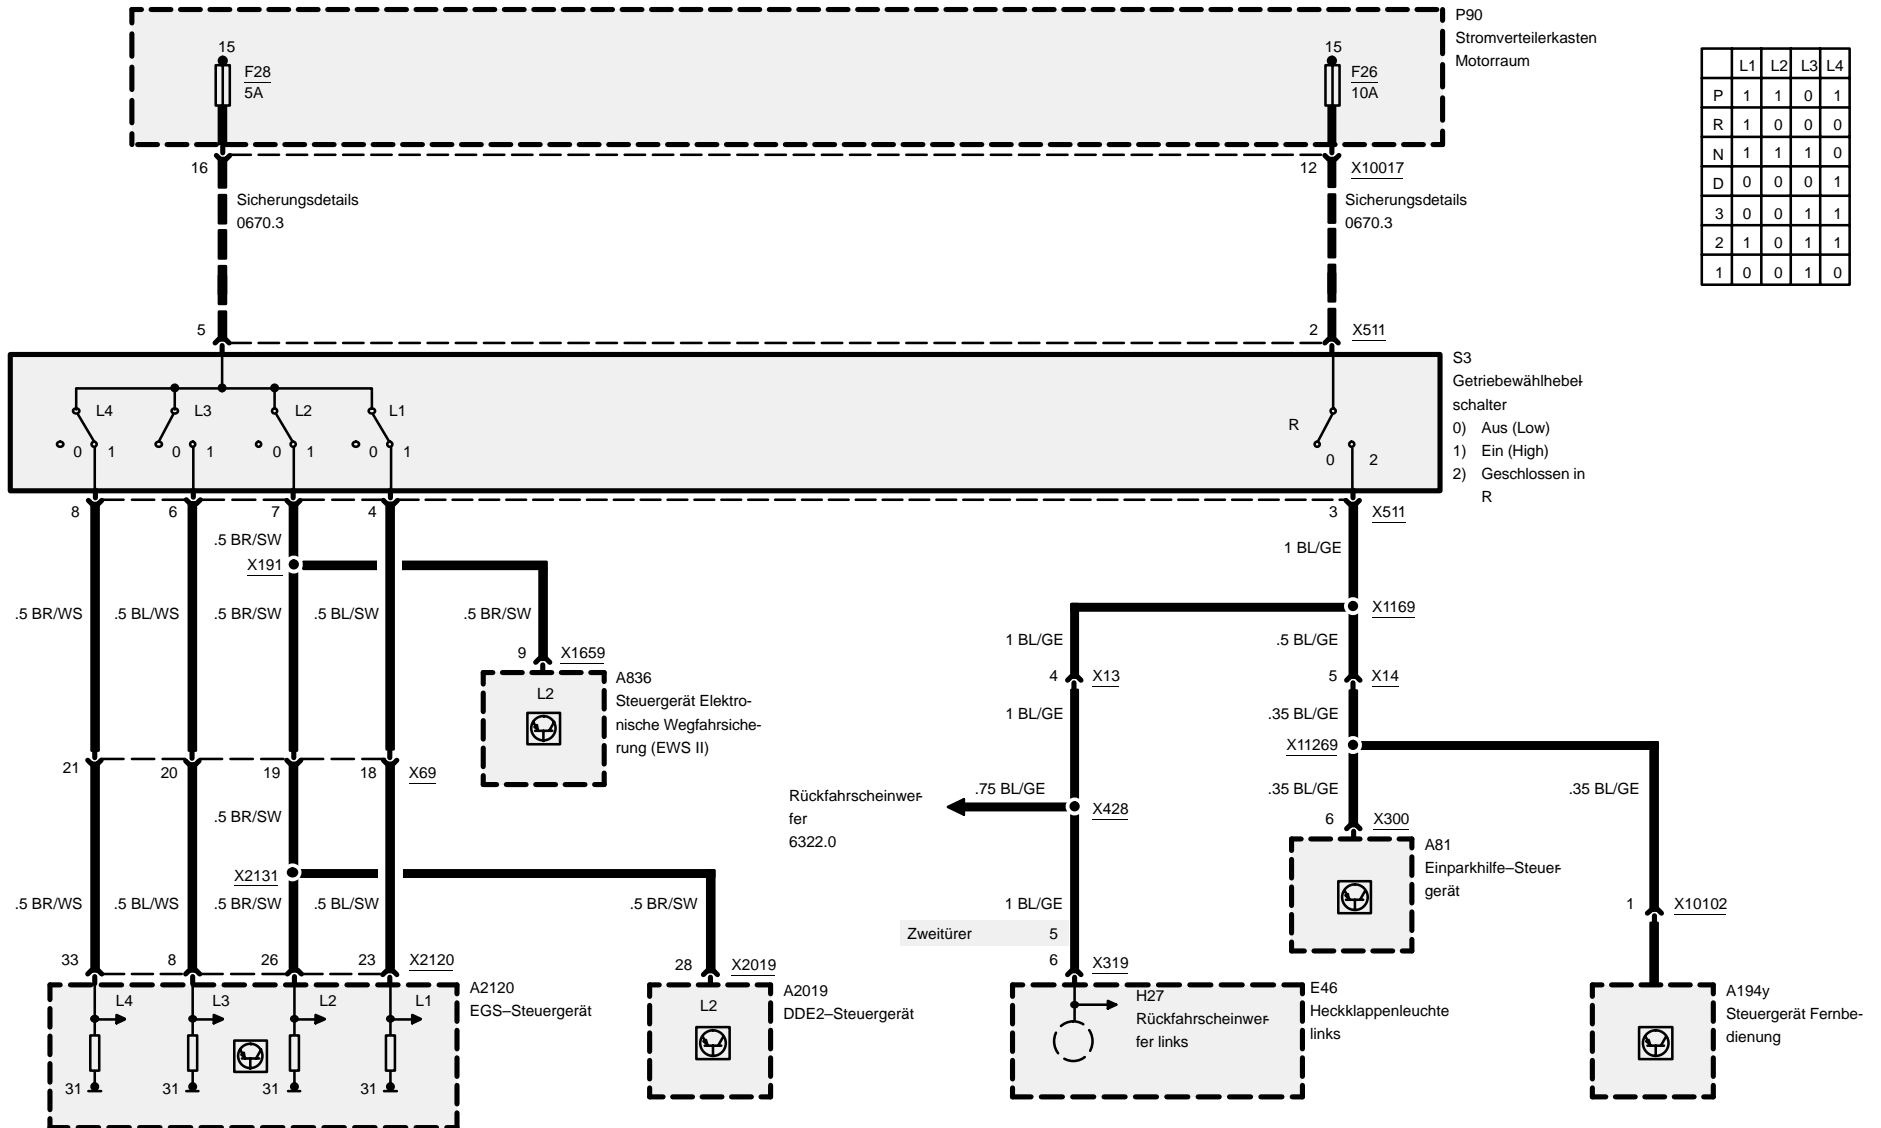 P90
Stromverteilerkasten
Motorraum
15
F28
5A
15
F26
10A
L1 L2 L3 L4
P 1 1 0 1
R 1 0 0 0
N 1 1 1 0
D 0 0 0 1
3 0 0 1 1
2 1 0 1 1
1 0 0 1 0
16
12 X10017
Sicherungsdetails
0670.3
Sicherungsdetails
0670.3
5
2 X511
S3
Getriebewählhebel-
schalter
0) Aus (Low)
1) Ein (High)
2) Geschlossen in
R
L4 L3 L2 L1
0 1 0 1 0 1 0 1
R
0 2
8 6 7 4
3 X511
.5 BR/SW
1 BL/GE
X191
X1169
.5 BR/WS .5 BL/WS .5 BR/SW .5 BL/SW .5 BR/SW
1 BL/GE .5 BL/GE
9 X1659
4 X13
5 X14
A836
Steuergerät Elektro-
nische Wegfahrsiche-
rung (EWS II)
L2
1 BL/GE .35 BL/GE
X11269
21 20 19 18 X69
.75 BL/GE
.35 BL/GE
.35 BL/GE
Rückfahrscheinwer-
fer
6322.0
X428
.5 BR/SW
6 X300
A81
Einparkhilfe–Steuer-
gerät
X2131
.5 BR/WS .5 BL/WS .5 BR/SW .5 BL/SW .5 BR/SW
1 BL/GE
1 X10102
Zweitürer 5
33 8 26 23 X2120
28 X2019
6 X319
A2120
EGS–Steuergerät
L4 L3 L2 L1
31 31 31 31
A2019
DDE2–Steuergerät
L2
H27
Rückfahrscheinwer-
fer links
E46
Heckklappenleuchte
links
A194y
Steuergerät Fernbe-
dienung